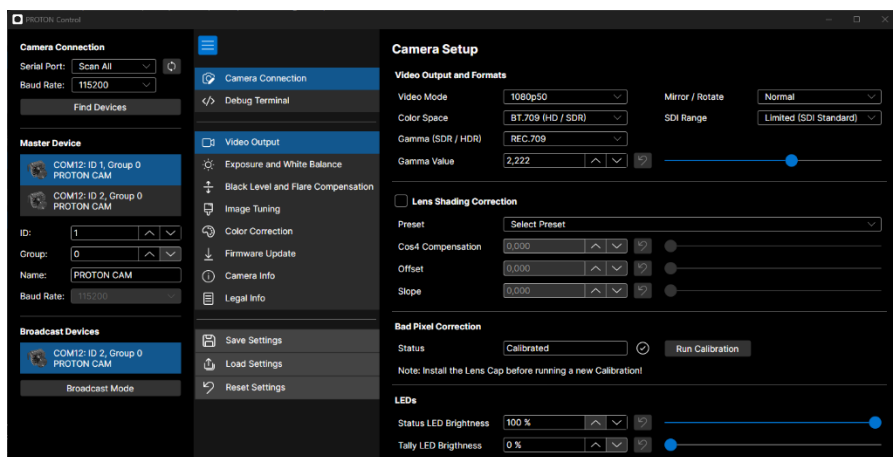 PROTON Control
Camera Connection
Serial Port: Scan All
Baud Rate: 115200
Find Devices
Master Device
COM12: ID 1, Group 0
PROTON CAM
COM12: ID 2, Group 0
PROTON CAM
ID: 1
Group: 0
Name: PROTON CAM
Baud Rate: 115200
Broadcast Devices
COM12: ID 2, Group 0
PROTON CAM
Broadcast Mode
Camera Connection
</> Debug Terminal
Video Output
Exposure and White Balance
Black Level and Flare Compensation
Image Tuning
Color Correction
Firmware Update
Camera Info
Legal Info
Save Settings
Load Settings
Reset Settings
Camera Setup
Video Output and Formats
Video Mode 1080p50 Mirror / Rotate Normal
Color Space BT.709 (HD / SDR) SDI Range Limited (SDI Standard)
Gamma (SDR / HDR) REC.709
Gamma Value 2,222
Lens Shading Correction
Preset Select Preset
Cos4 Compensation 0,000
Offset 0,000
Slope 0,000
Bad Pixel Correction
Status Calibrated Run Calibration
Note: Install the Lens Cap before running a new Calibration!
LEDs
Status LED Brightness 100 %
Tally LED Brigthness 0 %